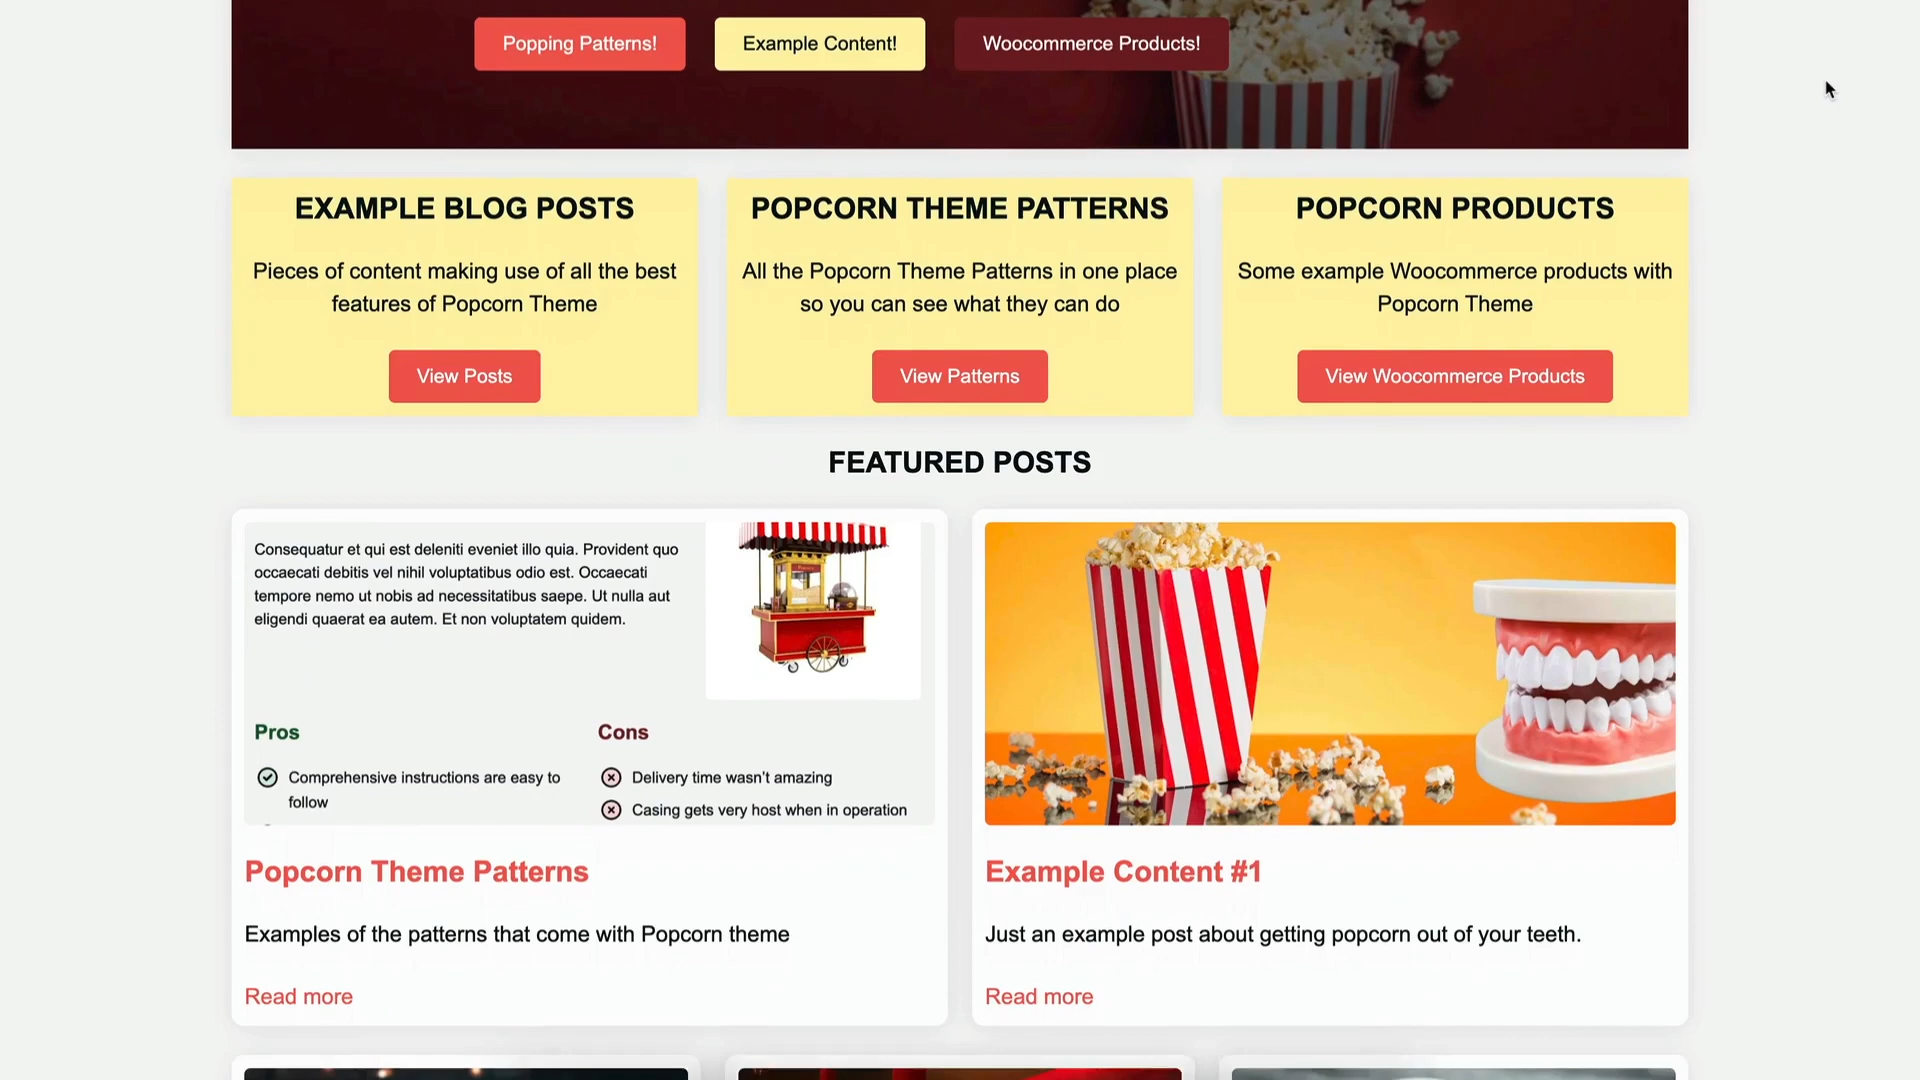 Popping Patterns!
Example Content!
Woocommerce Products!
EXAMPLE BLOG POSTS
Pieces of content making use of all the best
features of Popcorn Theme
View Posts
POPCORN THEME PATTERNS
All the Popcorn Theme Patterns in one place
so you can see what they can do
View Patterns
POPCORN PRODUCTS
Some example Woocommerce products with
Popcorn Theme
View Woocommerce Products
FEATURED POSTS
Consequatur et qui est deleniti eveniet illo quia. Provident quo
occaecati debitis vel nihil voluptatibus odio est. Occaecati
tempore nemo ut nobis ad necessitatibus saepe. Ut nulla aut
eligendi quaerat ea autem. Et non voluptatem quidem.
Pros
Comprehensive instructions are easy to
follow
Cons
Delivery time wasn't amazing
Casing gets very host when in operation
Popcorn Theme Patterns
Examples of the patterns that come with Popcorn theme
Read more
Example Content #1
Just an example post about getting popcorn out of your teeth.
Read more